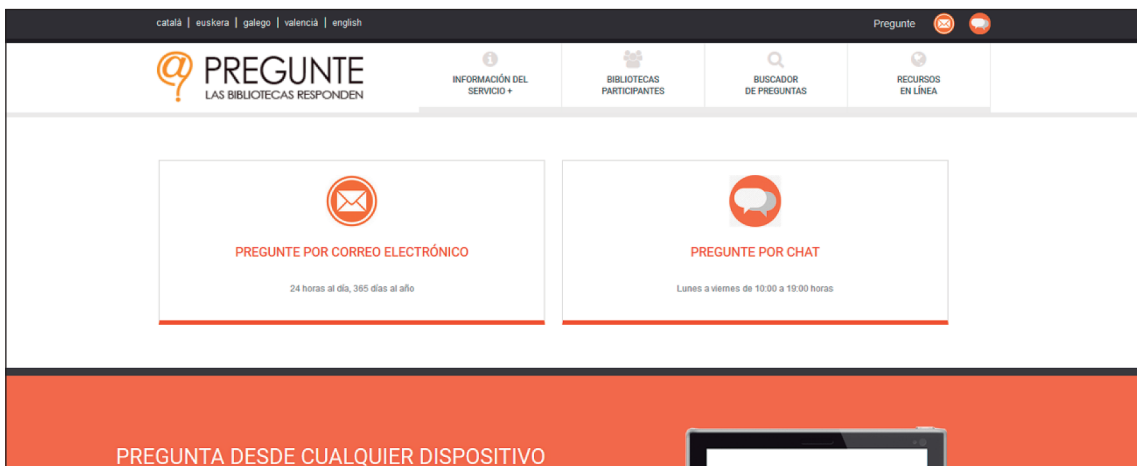 català | euskera | galego | valencià | english
Pregunte
PREGUNTE
LAS BIBLIOTECAS RESPONDEN
INFORMACIÓN DEL
SERVICIO +
BIBLIOTECAS
PARTICIPANTES
BUSCADOR
DE PREGUNTAS
RECURSOS
EN LÍNEA
PREGUNTE POR CORREO ELECTRÓNICO
24 horas al día, 365 días al año
PREGUNTE POR CHAT
Lunes a viernes de 10:00 a 19:00 horas
PREGUNTA DESDE CUALQUIER DISPOSITIVO